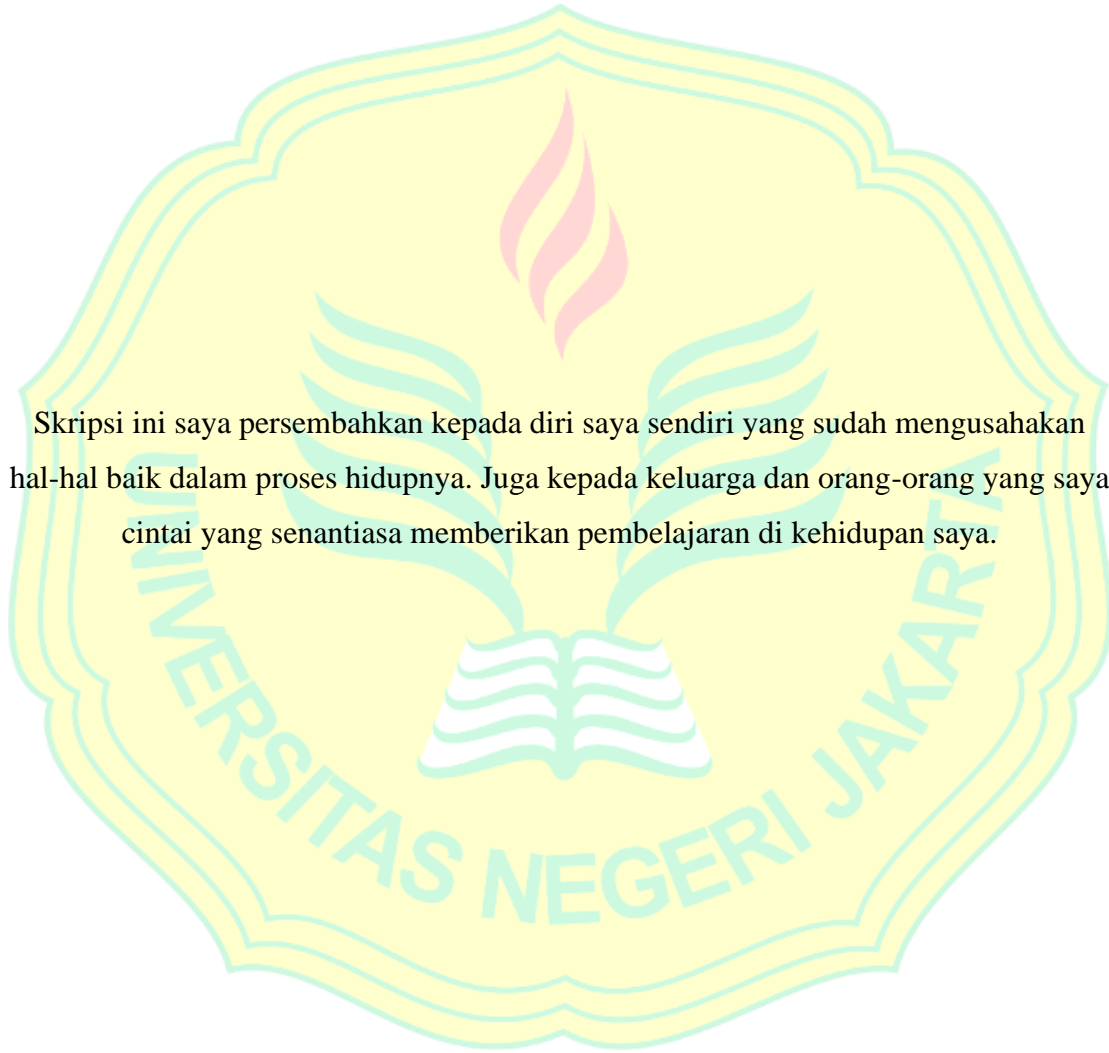 Skripsi ini saya persembahkan kepada diri saya sendiri yang sudah mengusahakan
hal-hal baik dalam proses hidupnya. Juga kepada keluarga dan orang-orang yang saya
cintai yang senantiasa memberikan pembelajaran di kehidupan saya.
UNIVERSITAS NEGERI JAKARTA